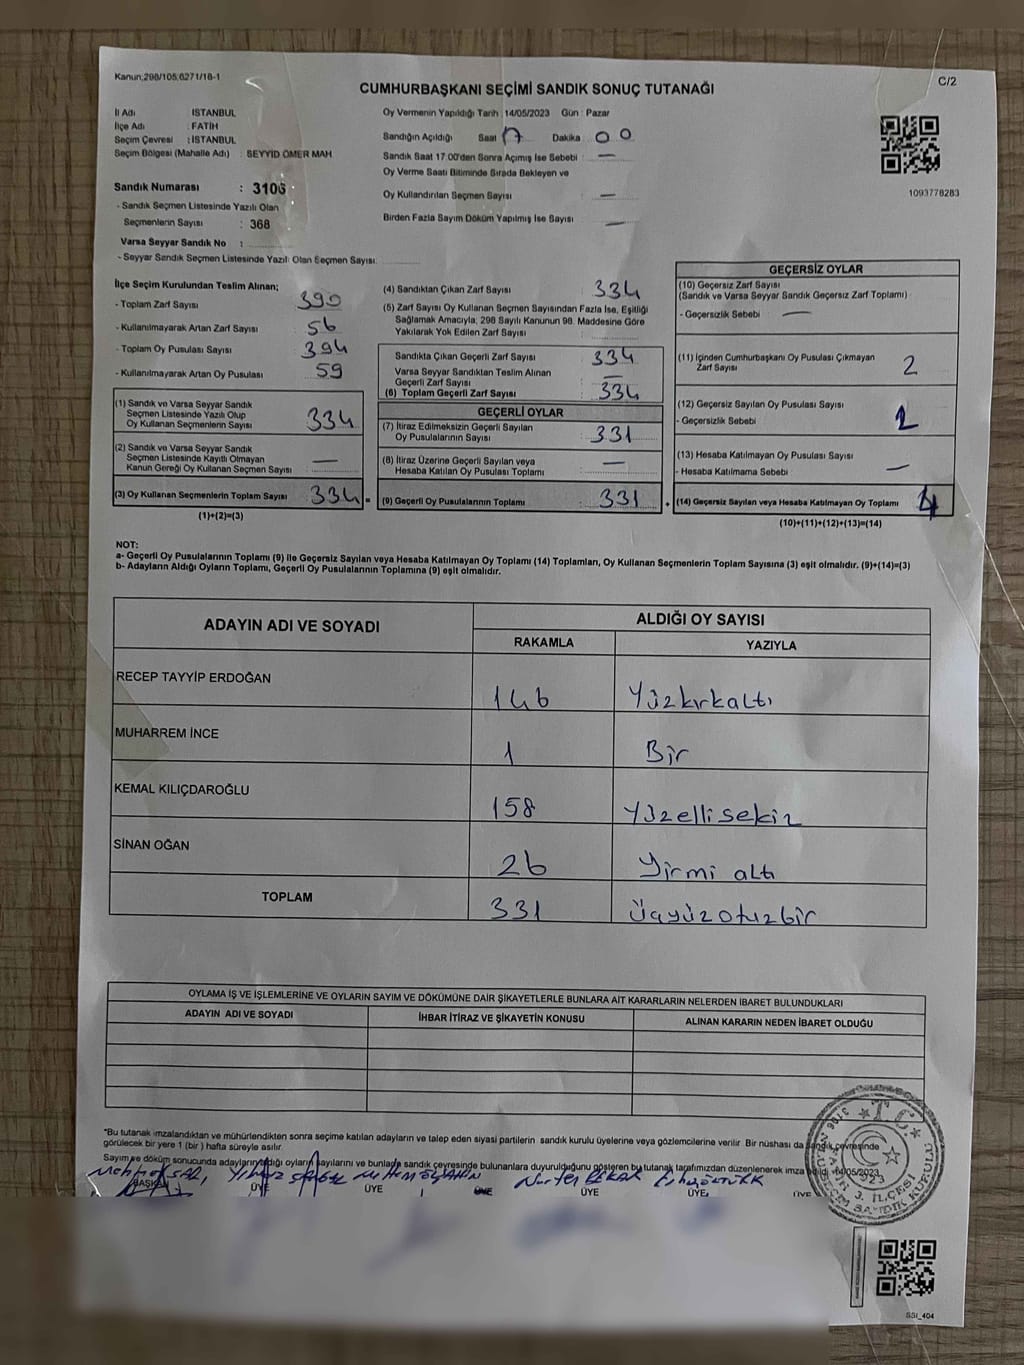 Kanun;298/105;6271/18-1
C/2
CUMHURBAŞKANI SEÇİMİ SANDIK SONUÇ TUTANAĞI
İl Adı : İSTANBUL
İlçe Adı : FATİH
Seçim Çevresi : İSTANBUL
Seçim Bölgesi (Mahalle Adı) : SEYYİD ÖMER MAH
Sandık Numarası : 3106
- Sandık Seçmen Listesinde Yazılı Olan
Seçmenlerin Sayısı : 368
Varsa Seyyar Sandık No :
- Seyyar Sandık Seçmen Listesinde Yazılı Olan Seçmen Sayısı:
Oy Vermenin Yapıldığı Tarih : 14/05/2023 Gün : Pazar
Sandığın Açıldığı Saat 17 Dakika : 00
Sandık Saat 17:00'den Sonra Açımış İse Sebebi : —
Oy Verme Saati Bitiminde Sırada Bekleyen ve
Oy Kullandırılan Seçmen Sayısı : —
Birden Fazla Sayım Döküm Yapılmış İse Sayısı : —
1093778283
İlçe Seçim Kurulundan Teslim Alınan;
- Toplam Zarf Sayısı : 390
- Kullanılmayarak Artan Zarf Sayısı : 56
- Toplam Oy Pusulası Sayısı : 394
- Kullanılmayarak Artan Oy Pusulası : 59
(1) Sandık ve Varsa Seyyar Sandık
Seçmen Listesinde Yazılı Olup
Oy Kullanan Seçmenlerin Sayısı : 334
(2) Sandık ve Varsa Seyyar Sandık
Seçmen Listesinde Kayıtlı Olmayan
Kanun Gereği Oy Kullanan Seçmen Sayısı : —
(3) Oy Kullanan Seçmenlerin Toplam Sayısı : 334 =
(1)+(2)=(3)
(4) Sandıktan Çıkan Zarf Sayısı : 334
(5) Zarf Sayısı Oy Kullanan Seçmen Sayısından Fazla İse, Eşitliği
Sağlamak Amacıyla; 298 Sayılı Kanunun 98. Maddesine Göre
Yakılarak Yok Edilen Zarf Sayısı :
Sandıkta Çıkan Geçerli Zarf Sayısı : 334
Varsa Seyyar Sandıktan Teslim Alınan
Geçerli Zarf Sayısı : —
(6) Toplam Geçerli Zarf Sayısı : 334
GEÇERLİ OYLAR
(7) İtiraz Edilmeksizin Geçerli Sayılan
Oy Pusulalarının Sayısı : 331
(8) İtiraz Üzerine Geçerli Sayılan veya
Hesaba Katılan Oy Pusulası Toplamı : —
(9) Geçerli Oy Pusulalarının Toplamı : 331 +
GEÇERSİZ OYLAR
(10) Geçersiz Zarf Sayısı
(Sandık ve Varsa Seyyar Sandık Geçersiz Zarf Toplamı) :
- Geçersizlik Sebebi : —
(11) İçinden Cumhurbaşkanı Oy Pusulası Çıkmayan
Zarf Sayısı : 2
(12) Geçersiz Sayılan Oy Pusulası Sayısı :
- Geçersizlik Sebebi :
(13) Hesaba Katılmayan Oy Pusulası Sayısı :
- Hesaba Katılmama Sebebi : —
(14) Geçersiz Sayılan veya Hesaba Katılmayan Oy Toplamı :
(10)+(11)+(12)+(13)=(14)
NOT:
a- Geçerli Oy Pusulalarının Toplamı (9) ile Geçersiz Sayılan veya Hesaba Katılmayan Oy Toplamı (14) Toplamları, Oy Kullanan Seçmenlerin Toplam Sayısına (3) eşit olmalıdır. (9)+(14)=(3)
b- Adayların Aldığı Oyların Toplamı, Geçerli Oy Pusulalarının Toplamına (9) eşit olmalıdır.
ADAYIN ADI VE SOYADI ALDIĞI OY SAYISI
RAKAMLA YAZIYLA
RECEP TAYYİP ERDOĞAN 146 Yüzkırkaltı
MUHARREM İNCE 1 Bir
KEMAL KILIÇDAROĞLU 158 Yüzellisekiz
SİNAN OĞAN 26 Yirmi altı
TOPLAM 331 Üçyüzotuzbir
OYLAMA İŞ VE İŞLEMLERİNE VE OYLARIN SAYIM VE DÖKÜMÜNE DAİR ŞİKAYETLERLE BUNLARA AİT KARARLARIN NELERDEN İBARET BULUNDUKLARI
ADAYIN ADI VE SOYADI İHBAR İTİRAZ VE ŞİKAYETİN KONUSU ALINAN KARARIN NEDEN İBARET OLDUĞU
*Bu tutanak imzalandıktan ve mühürlendikten sonra seçime katılan adayların ve talep eden siyasi partilerin sandık kurulu üyelerine veya gözlemcilerine verilir. Bir nüshası da sandık çevresinde
görülecek bir yere 1 (bir) hafta süreyle asılır.
Sayım ve döküm sonucunda adayların aldığı oyların sayılarını ve bunların sandık çevresinde bulunanlara duyurulduğunu gösteren bu tutanak tarafımızdan düzenlenerek imza edildi. 14/05/2023
BAŞKAN ÜYE ÜYE ÜYE ÜYE ÜYE ÜYE
T.C.
SSI_404